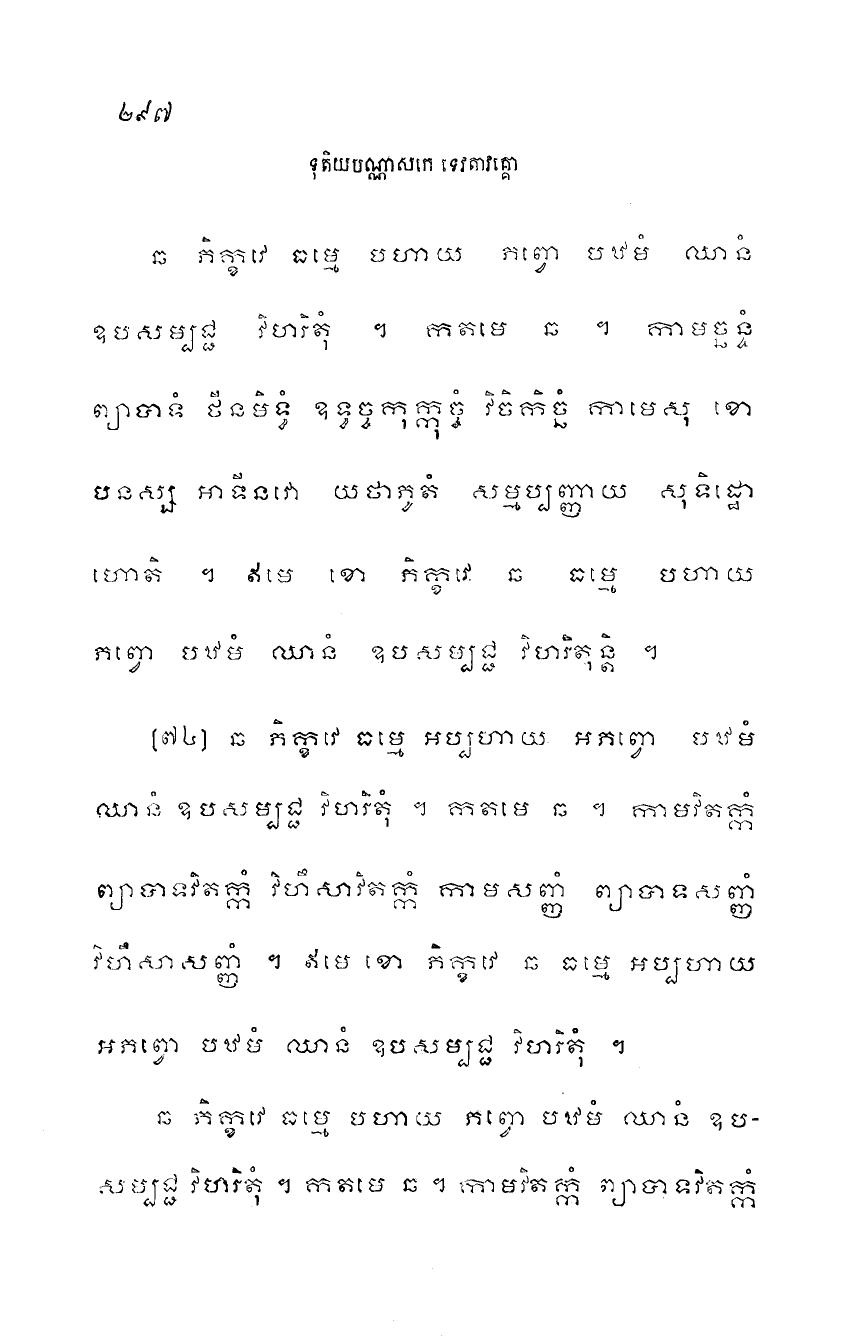 ២៩៧
ទុតិយបណ្ណាសកេ ទេវតាវគ្គោ
ឆ ភិក្ខវេ ធម្មេ បហាយ ភព្វោ បឋមំ ឈានំ
ឧបសម្បជ្ជ វិហរិតុំ ។ កតមេ ឆ ។ កាមច្ឆន្ទំ
ព្យាបាទំ ថីនមិទ្ធំ ឧទ្ធច្ចកុក្កុច្ចំ វិចិកិច្ឆំ កាមេសុ ខោ
បនស្ស អាទីនវោ យថាភូតំ សម្មប្បញ្ញាយ សុទិដ្ឋោ
ហោតិ ។ ឥមេ ខោ ភិក្ខវេ ឆ ធម្មេ បហាយ
ភព្វោ បឋមំ ឈានំ ឧបសម្បជ្ជ វិហរិតុន្តិ ។
[៧៤] ឆ ភិក្ខវេ ធម្មេ អប្បហាយ អភព្វោ បឋមំ
ឈានំ ឧបសម្បជ្ជ វិហរិតុំ ។ កតមេ ឆ ។ កាមវិតក្កំ
ព្យាបាទវិតក្កំ វិហឹសាវិតក្កំ កាមសញ្ញំ ព្យាបាទសញ្ញំ
វិហឹសាសញ្ញំ ។ ឥមេ ខោ ភិក្ខវេ ឆ ធម្មេ អប្បហាយ
អភព្វោ បឋមំ ឈានំ ឧបសម្បជ្ជ វិហរិតុំ ។
ឆ ភិក្ខវេ ធម្មេ បហាយ ភព្វោ បឋមំ ឈានំ ឧប-
សម្បជ្ជ វិហរិតុំ ។ កតមេ ឆ ។ កាមវិតក្កំ ព្យាបាទវិតក្កំ